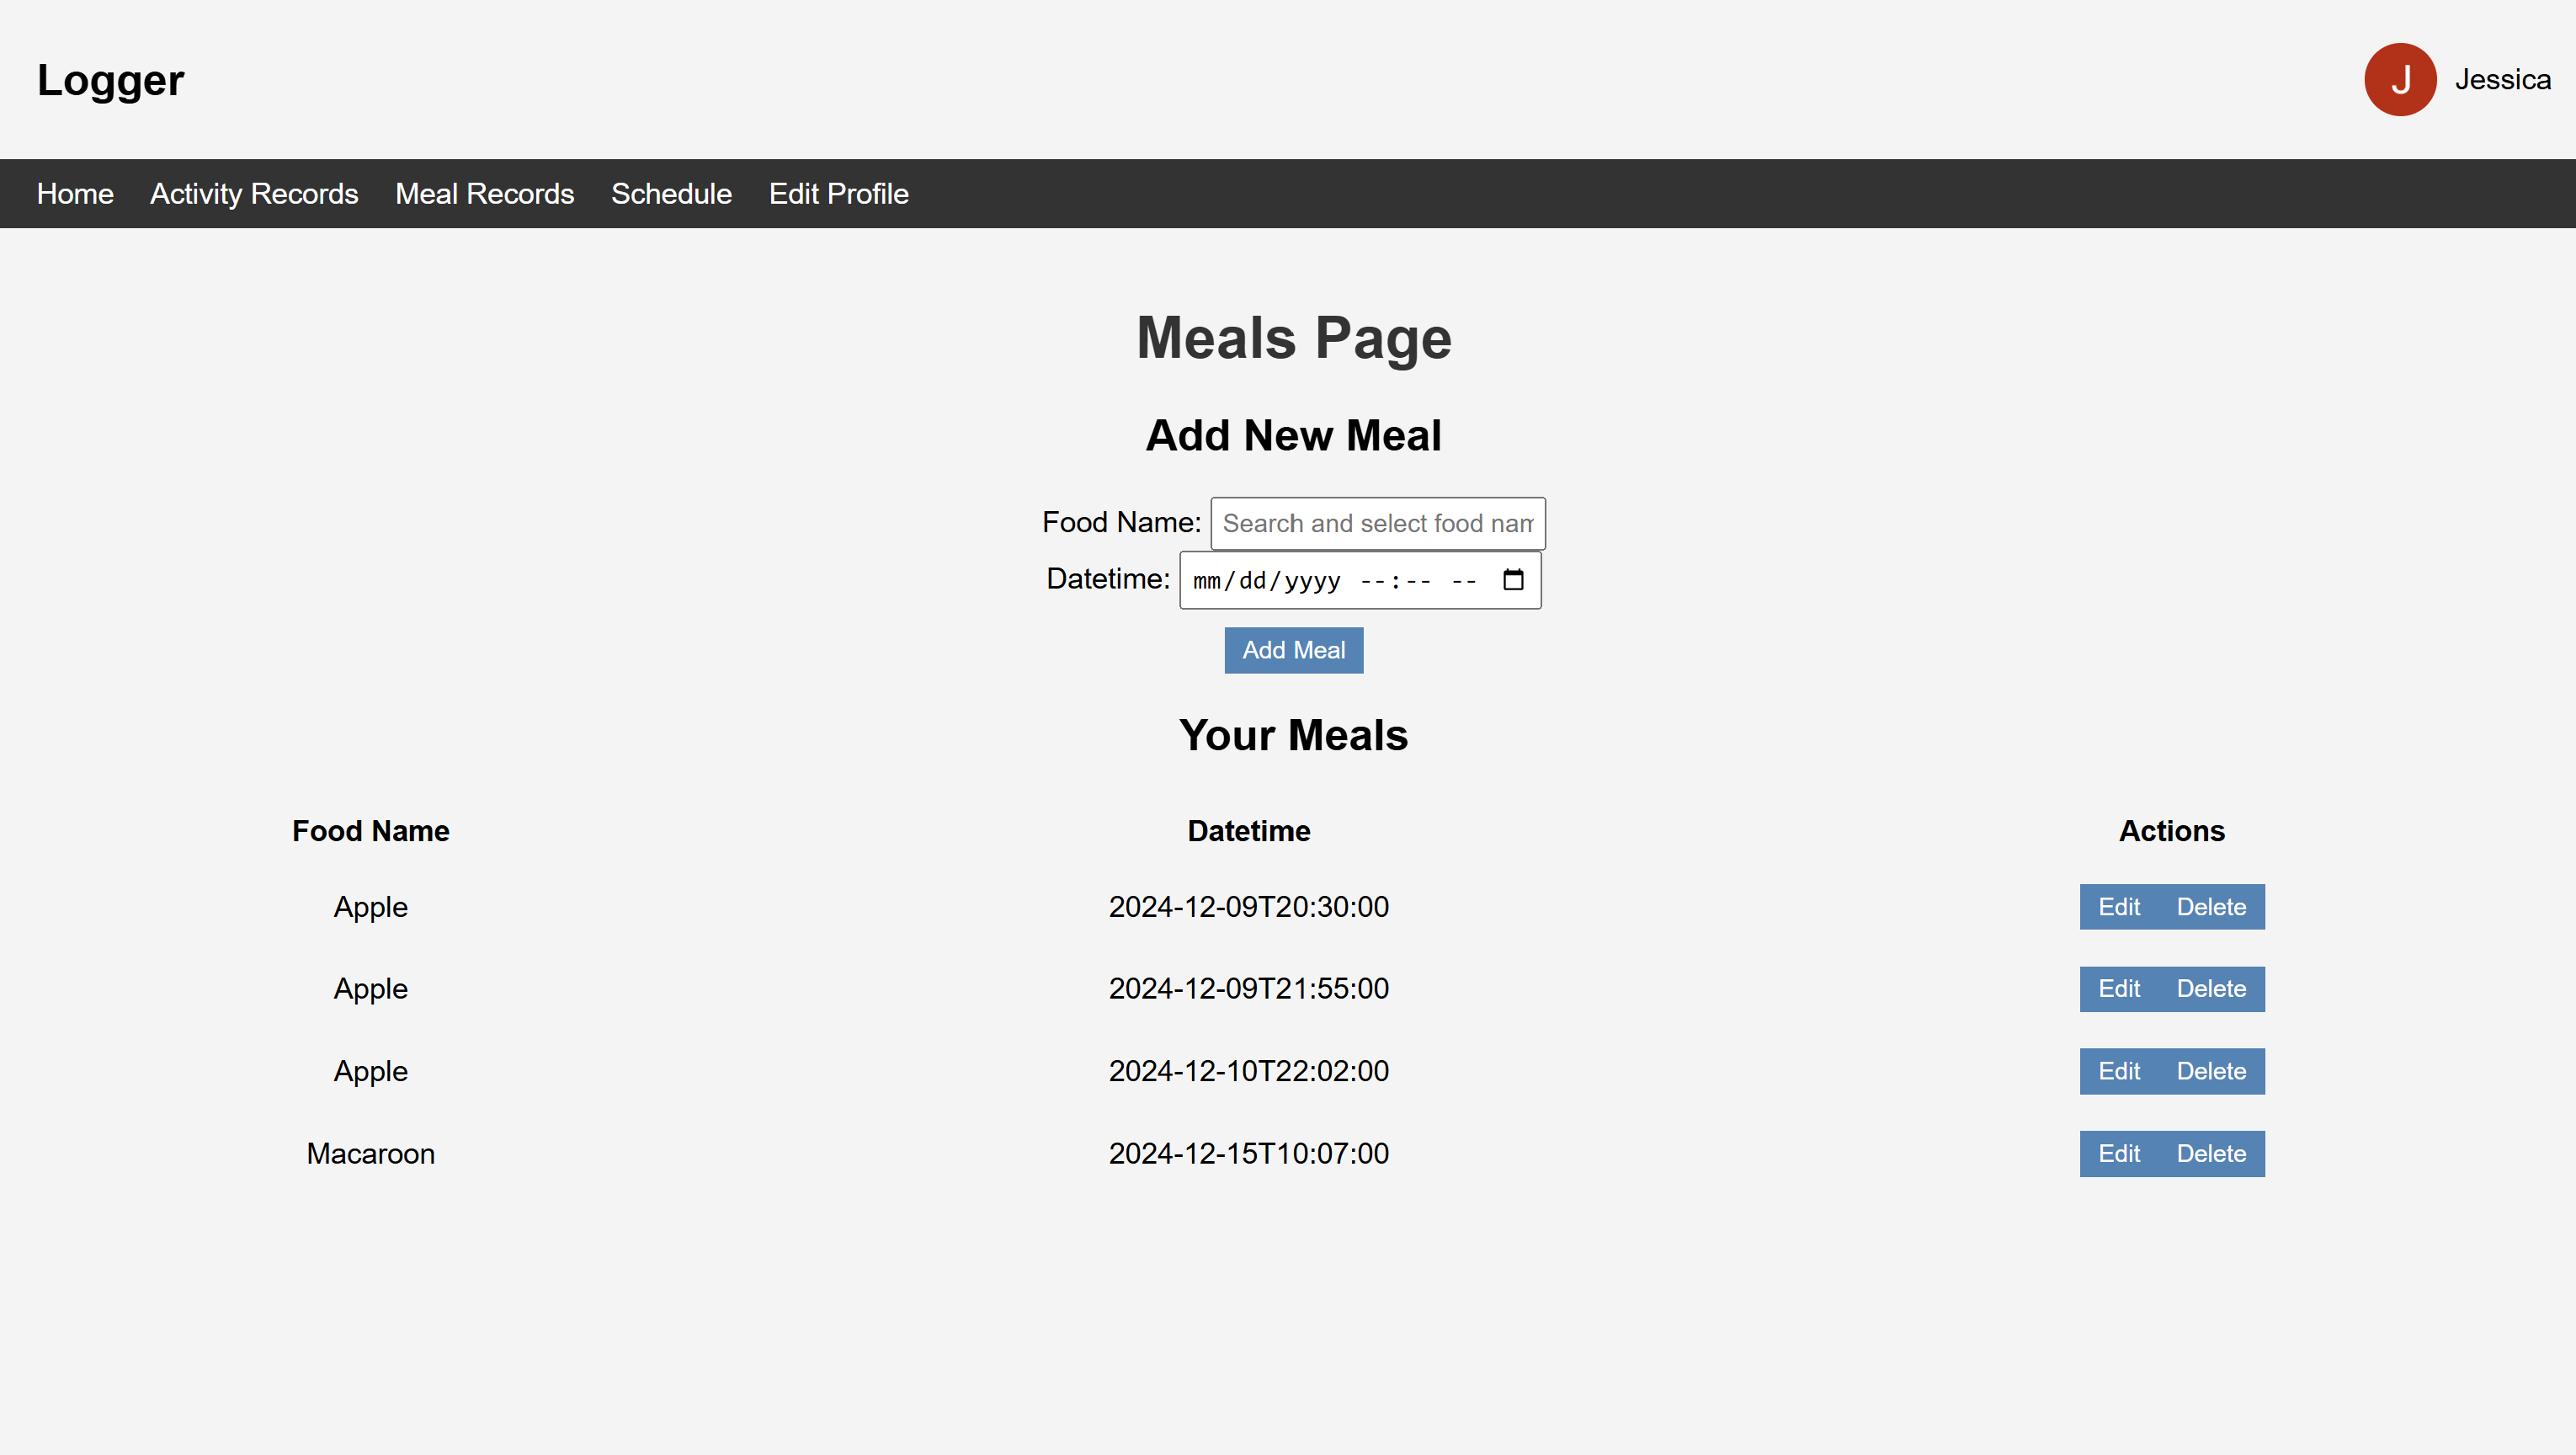 Logger
J Jessica
Home Activity Records Meal Records Schedule Edit Profile
Meals Page
Add New Meal
Food Name: Search and select food nam
Datetime: mm/dd/yyyy --:-- --
Add Meal
Your Meals
Food Name Datetime Actions
Apple 2024-12-09T20:30:00 Edit Delete
Apple 2024-12-09T21:55:00 Edit Delete
Apple 2024-12-10T22:02:00 Edit Delete
Macaroon 2024-12-15T10:07:00 Edit Delete